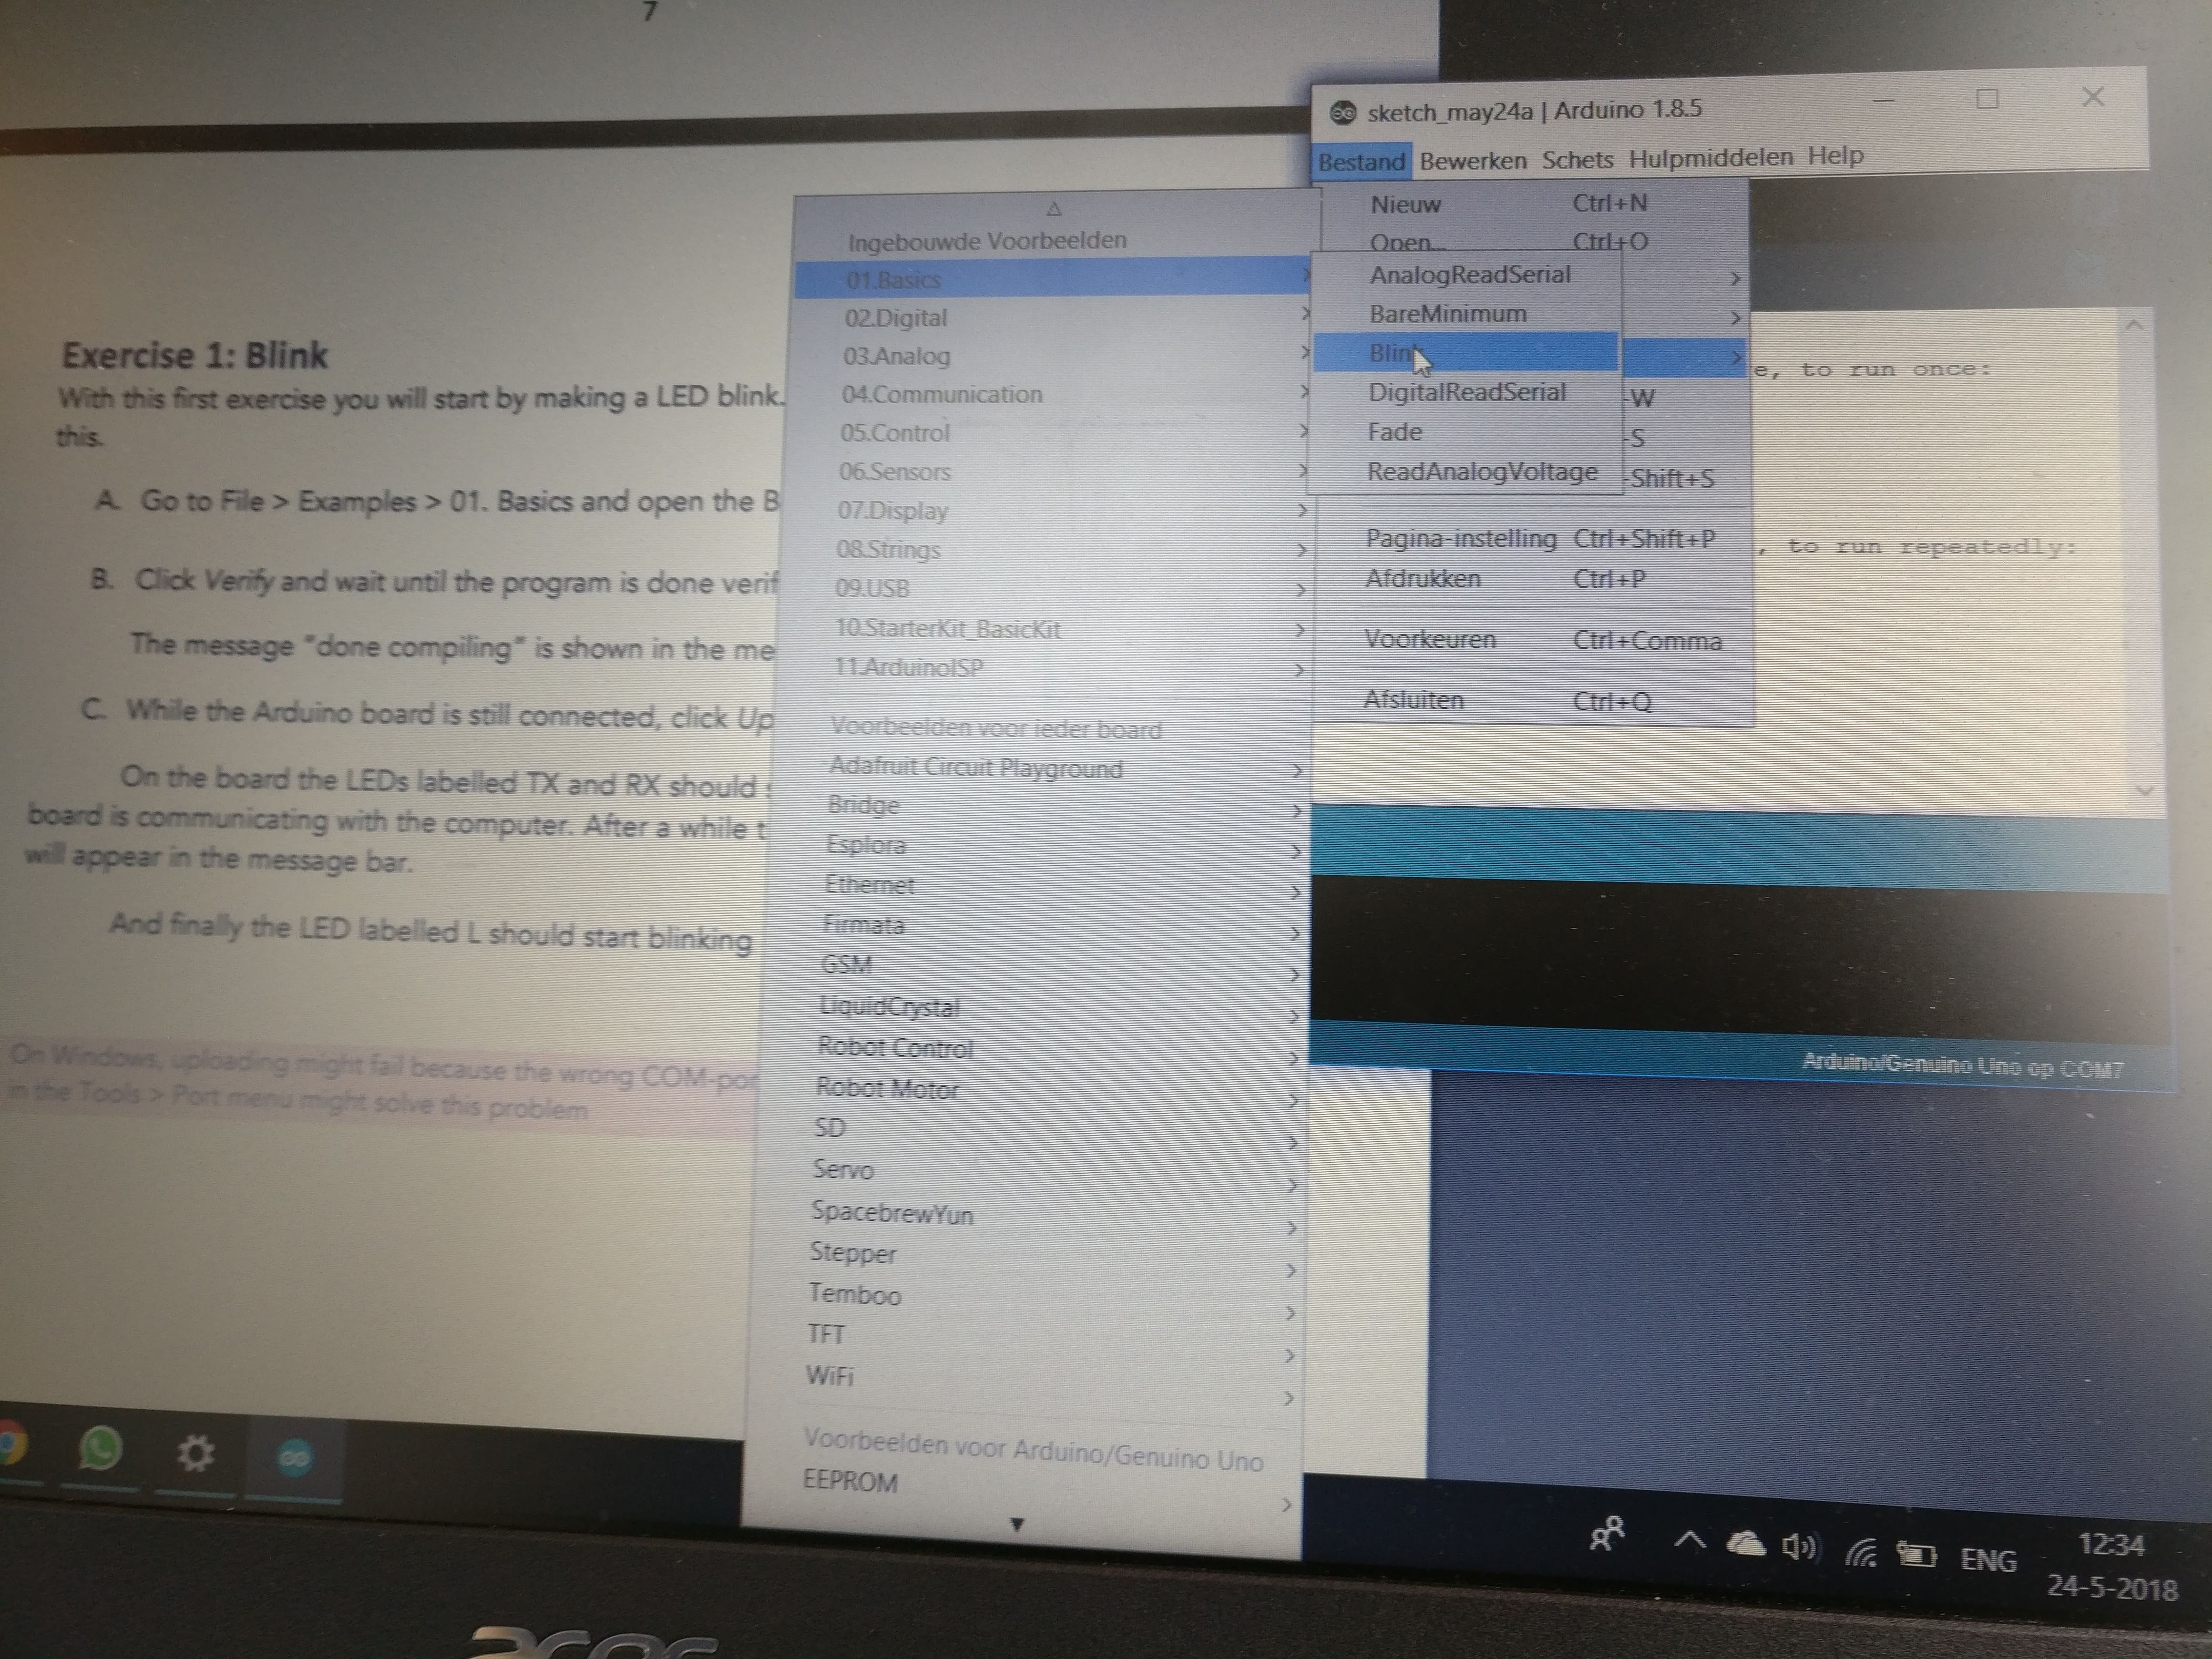 7
Exercise 1: Blink
With this first exercise you will start by making a LED blink.
this.
A. Go to File > Examples > 01. Basics and open the B
B. Click Verify and wait until the program is done verif
The message "done compiling" is shown in the me
C. While the Arduino board is still connected, click Up
On the board the LEDs labelled TX and RX should
board is communicating with the computer. After a while t
will appear in the message bar.
And finally the LED labelled L should start blinking
On Windows, uploading might fail because the wrong COM-por
in the Tools > Port menu might solve this problem
Ingebouwde Voorbeelden
01.Basics
02.Digital
03.Analog
04.Communication
05.Control
06.Sensors
07.Display
08.Strings
09.USB
10.StarterKit_BasicKit
11.ArduinoISP
Voorbeelden voor ieder board
Adafruit Circuit Playground
Bridge
Esplora
Ethernet
Firmata
GSM
LiquidCrystal
Robot Control
Robot Motor
SD
Servo
SpacebrewYun
Stepper
Temboo
TFT
WiFi
Voorbeelden voor Arduino/Genuino Uno
EEPROM
sketch_may24a | Arduino 1.8.5
Bestand Bewerken Schets Hulpmiddelen Help
Nieuw Ctrl+N
Open... Ctrl+O
AnalogReadSerial
BareMinimum
Blink
DigitalReadSerial
Fade
ReadAnalogVoltage
-W
-S
-Shift+S
Pagina-instelling Ctrl+Shift+P
Afdrukken Ctrl+P
Voorkeuren Ctrl+Comma
Afsluiten Ctrl+Q
e, to run once:
, to run repeatedly:
Arduino/Genuino Uno op COM7
ENG
12:34
24-5-2018
acer